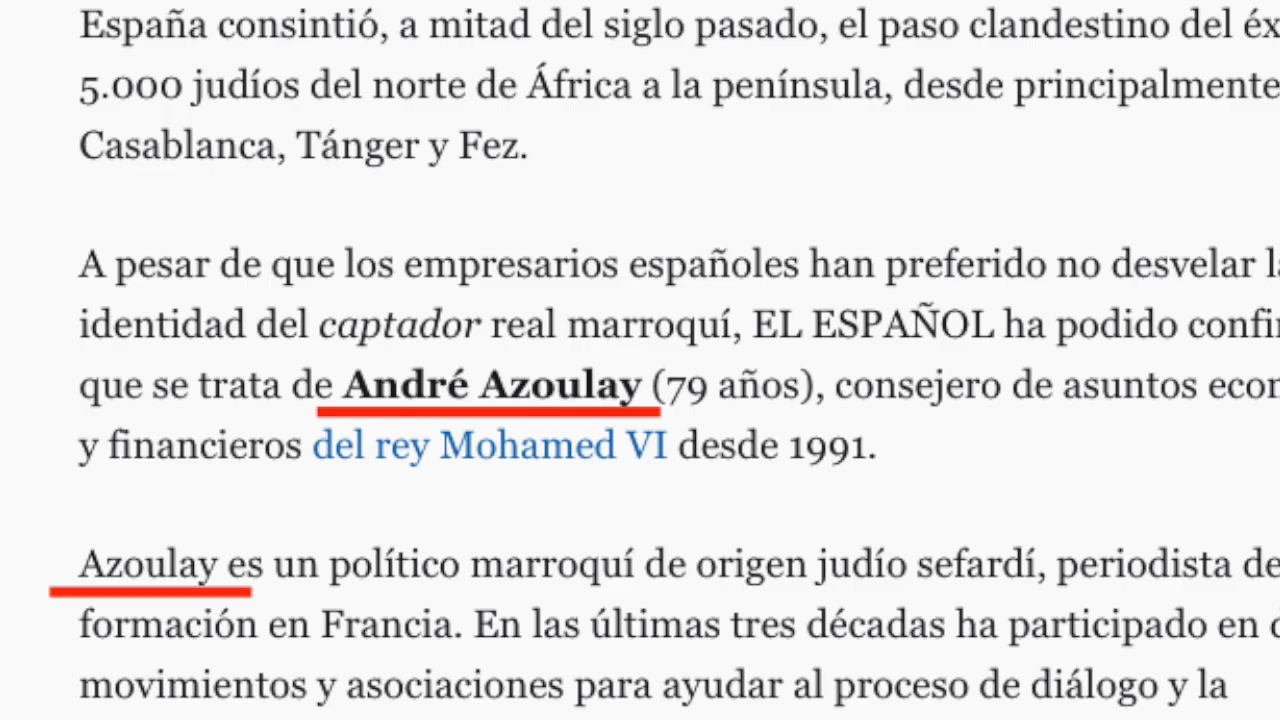 España consintió, a mitad del siglo pasado, el paso clandestino del
5.000 judíos del norte de África a la península, desde principalmente
Casablanca, Tánger y Fez.
A pesar de que los empresarios españoles han preferido no desvelar
identidad del captador real marroquí, EL ESPAÑOL ha podido
que se trata de André Azoulay (79 años), consejero de asuntos
y financieros del rey Mohamed VI desde 1991.
Azoulay es un político marroquí de origen judío sefardí, periodista de
formación en Francia. En las últimas tres décadas ha participado en
movimientos y asociaciones para ayudar al proceso de diálogo y la